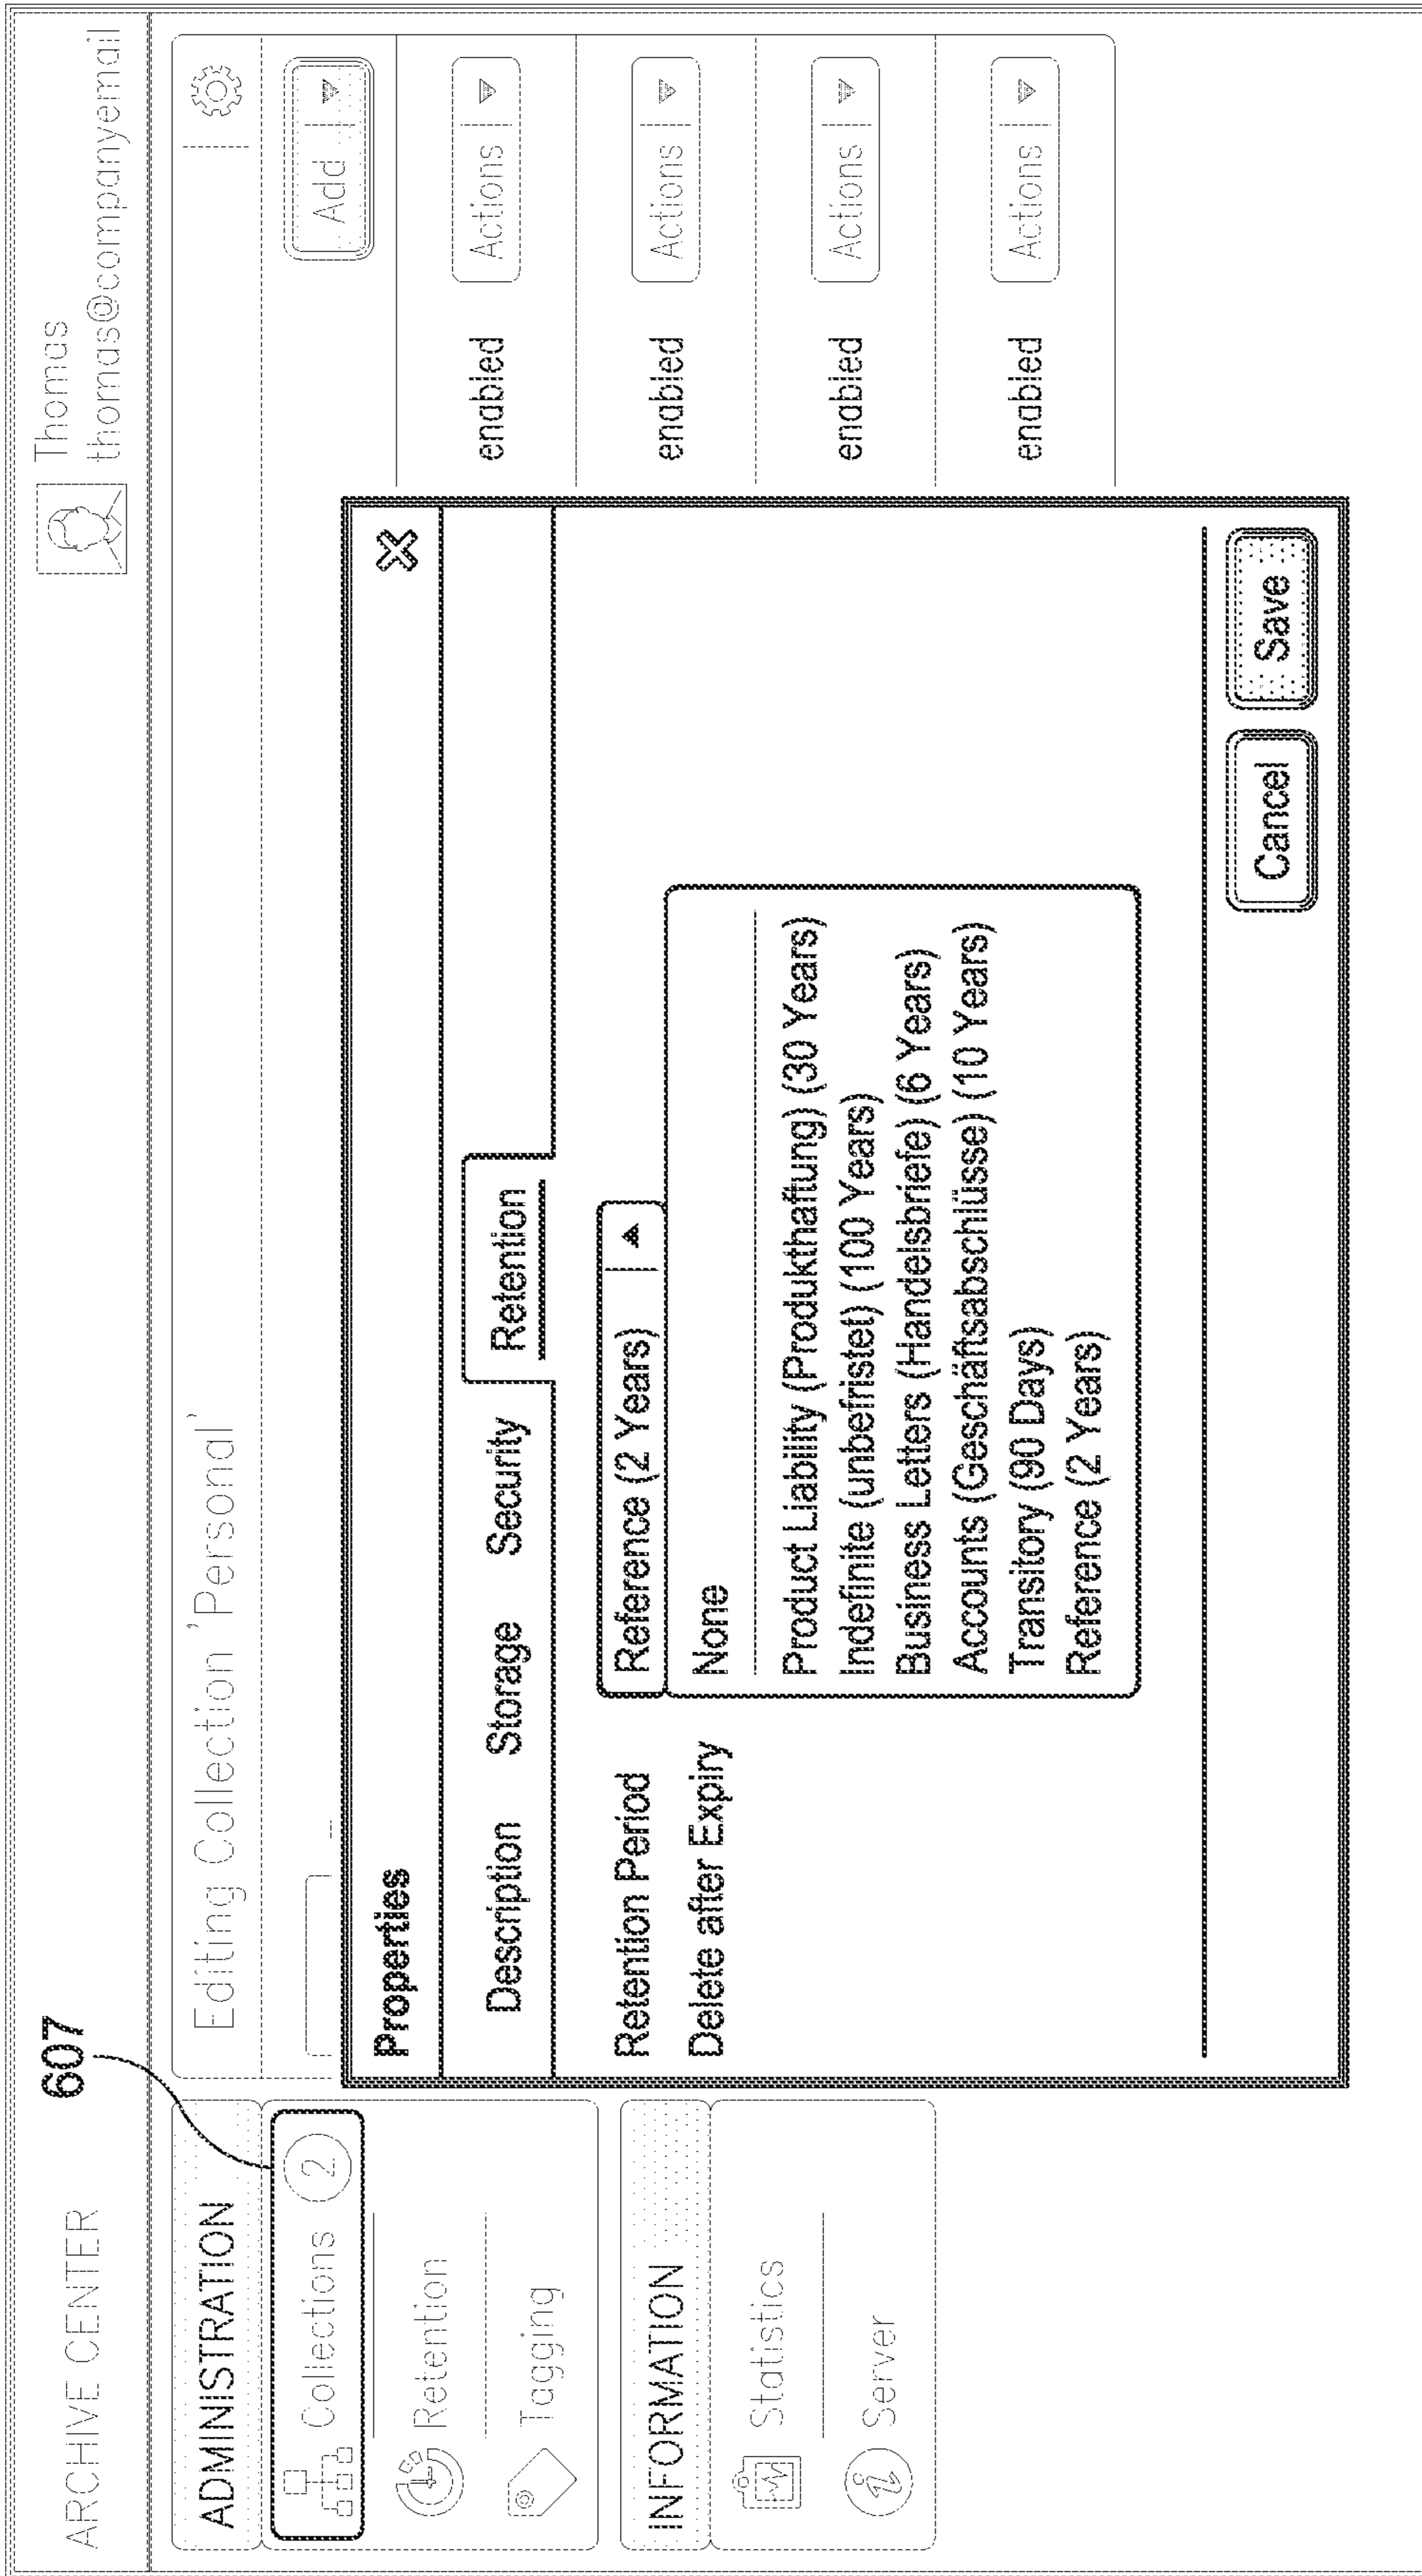 607
ARCHIVE CENTER
Thomas
thomas@companyemail
ADMINISTRATION
Collections 2
Retention
Tagging
INFORMATION
Statistics
Server
Editing Collection 'Personal'
Add
enabled Actions
enabled Actions
enabled Actions
enabled Actions
Properties
Description Storage Security Retention
Retention Period Reference (2 Years)
Delete after Expiry
None
Product Liability (Produkthaftung) (30 Years)
Indefinite (unbefristet) (100 Years)
Business Letters (Handelsbriefe) (6 Years)
Accounts (Geschäftsabschlüsse) (10 Years)
Transitory (90 Days)
Reference (2 Years)
Cancel Save